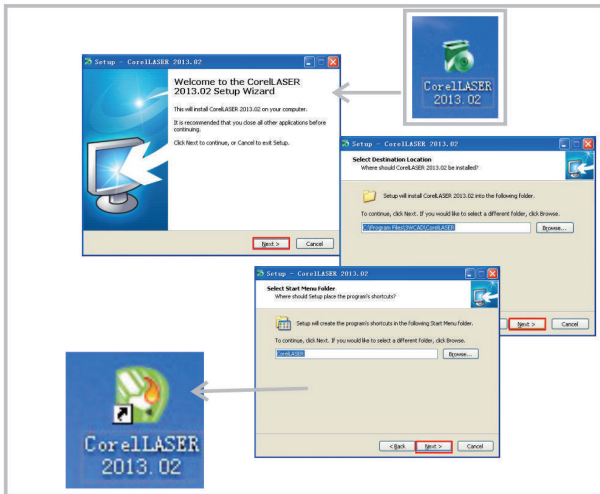 Setup - CorelLASER 2013.02
Welcome to the CorelLASER
2013.02 Setup Wizard
This will install CorelLASER 2013.02 on your computer.
It is recommended that you close all other applications before
continuing.
Click Next to continue, or Cancel to exit Setup.
Next >
Cancel
CorelLASER
2013.02
Setup - CorelLASER 2013.02
Select Destination Location
Where should CorelLASER 2013.02 be installed?
Setup will install CorelLASER 2013.02 into the following folder.
To continue, click Next. If you would like to select a different folder, click Browse.
C:\Program Files\3WCAD\CorelLASER
Browse...
Next >
Cancel
Setup - CorelLASER 2013.02
Select Start Menu Folder
Where should Setup place the program's shortcuts?
Setup will create the program's shortcuts in the following Start Menu folder.
To continue, click Next. If you would like to select a different folder, click Browse.
CorelLASER
Browse...
< Back
Next >
Cancel
CorelLASER
2013.02